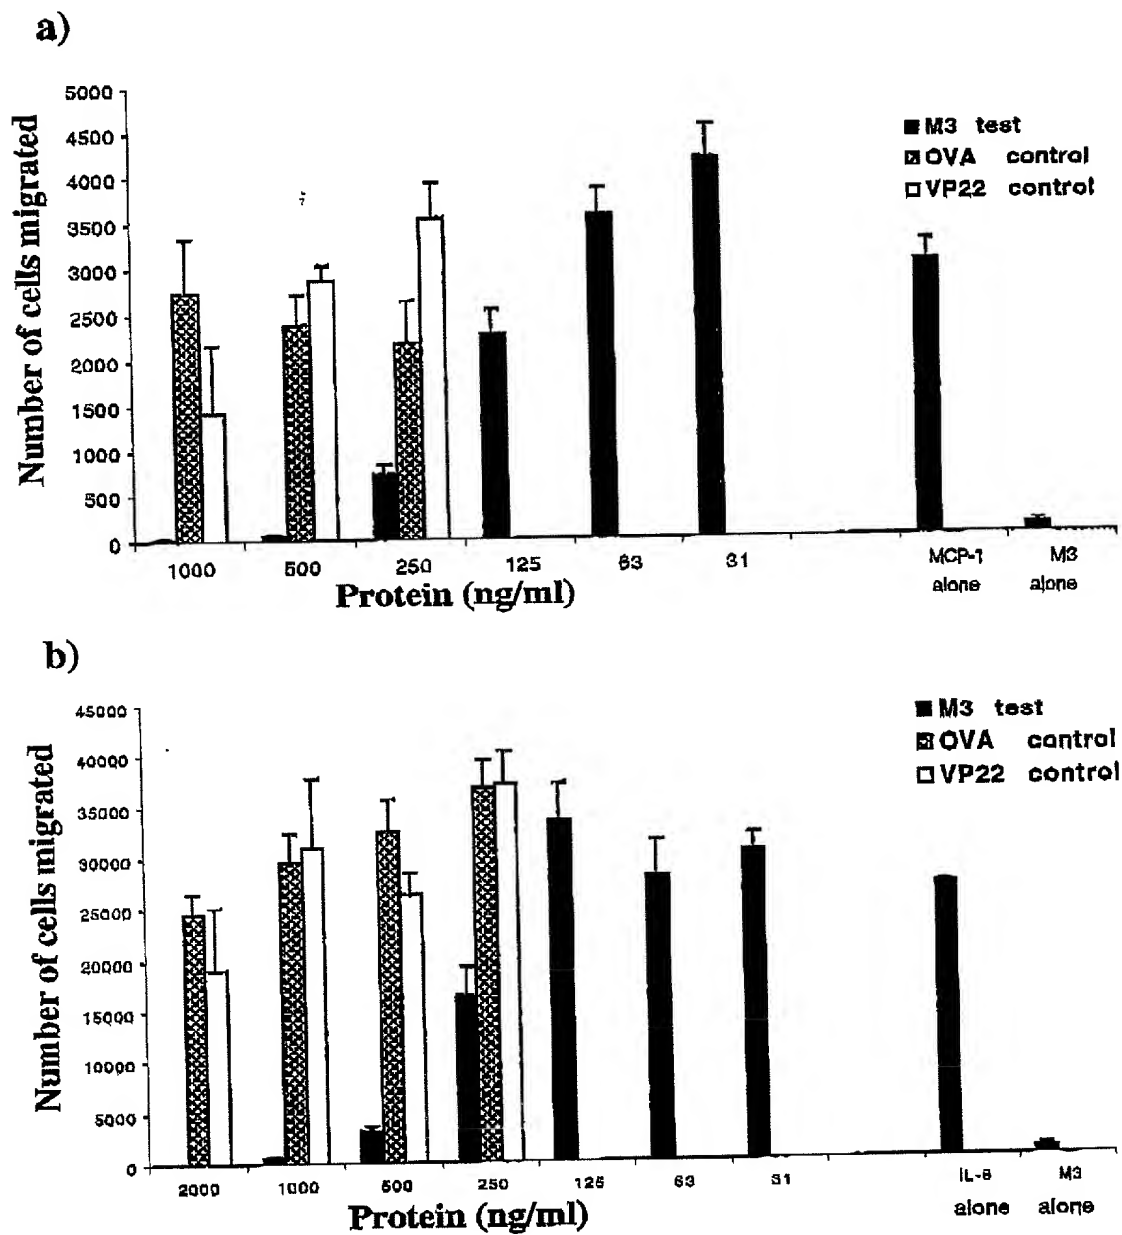 a)
Number of cells migrated
5000
4500
4000
3500
3000
2500
2000
1500
1000
500
0
M3 test
OVA control
VP22 control
1000 500 250 125 63 31 MCP-1 alone M3 alone
Protein (ng/ml)
b)
Number of cells migrated
45000
40000
35000
30000
25000
20000
15000
10000
5000
0
M3 test
OVA control
VP22 control
2000 1000 500 250 125 63 31 IL-8 alone M3 alone
Protein (ng/ml)